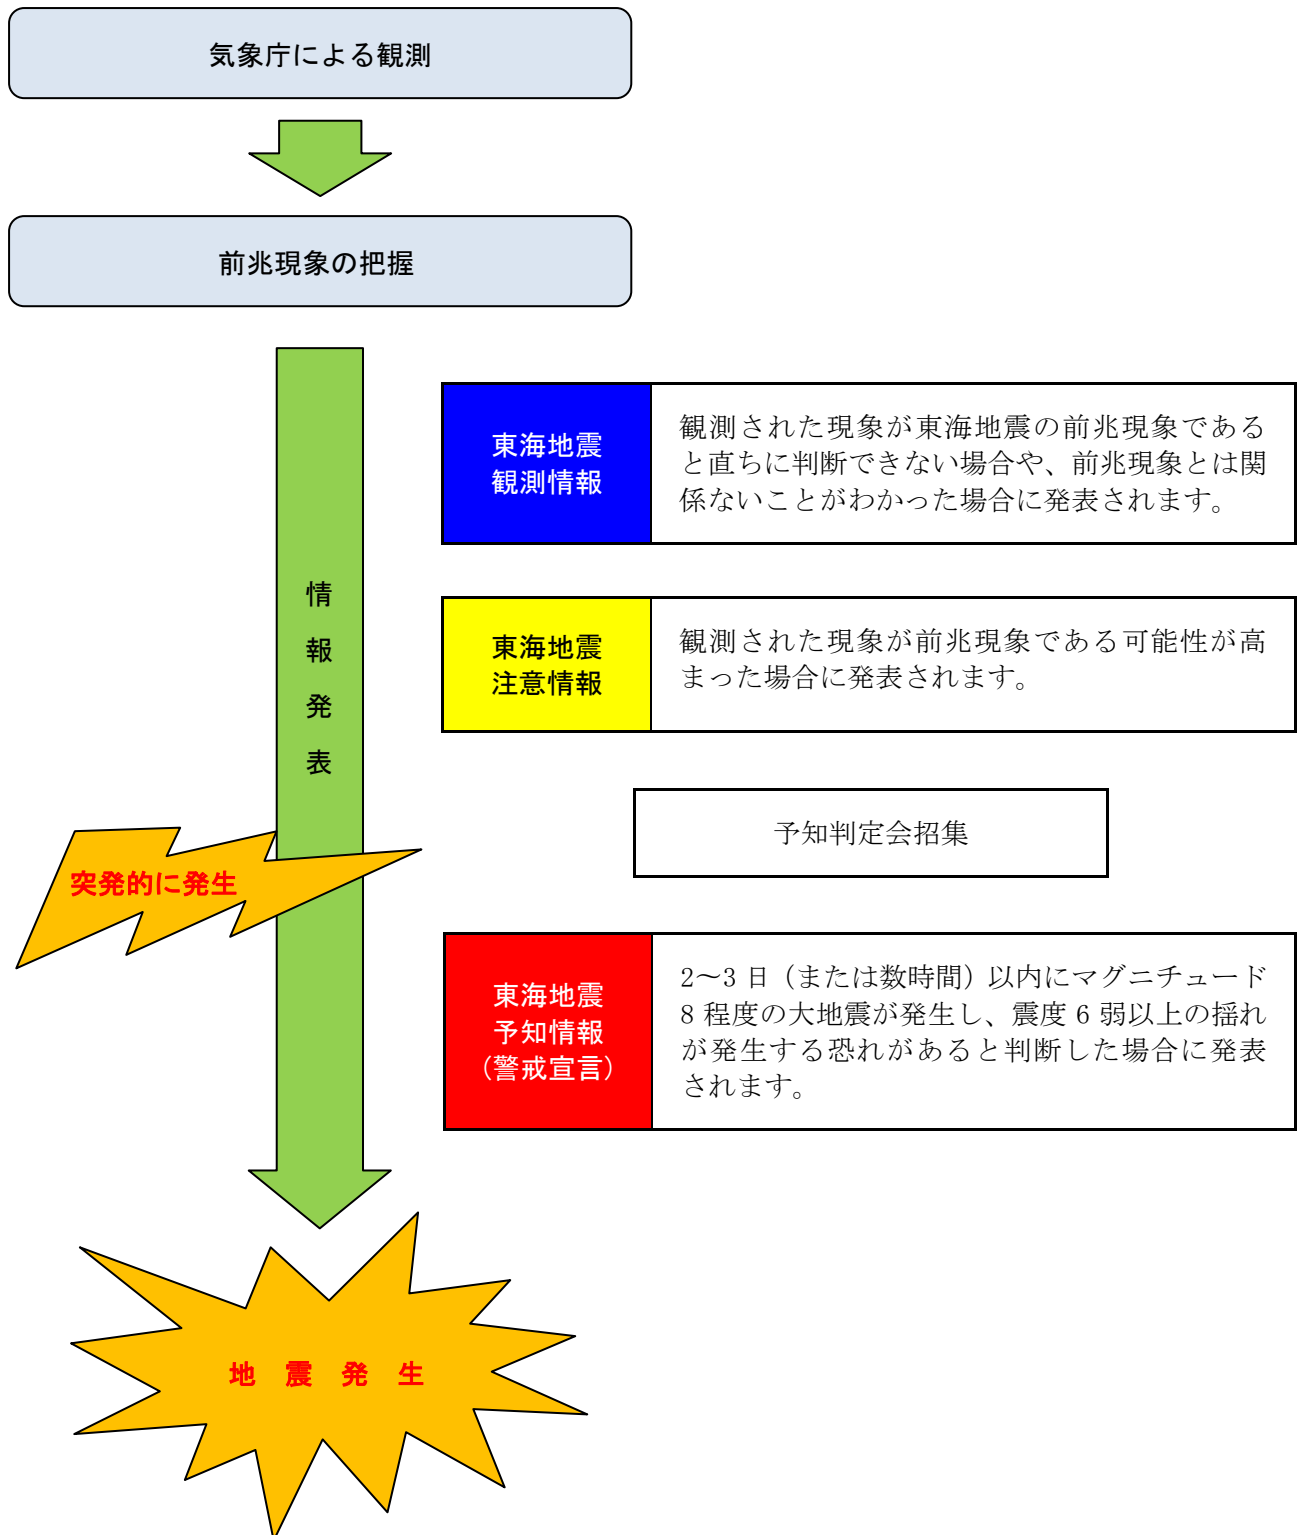 気象庁による観測
前兆現象の把握
情
報
発
表
東海地震
観測情報
観測された現象が東海地震の前兆現象である
と直ちに判断できない場合や、前兆現象とは関
係ないことがわかった場合に発表されます。
東海地震
注意情報
観測された現象が前兆現象である可能性が高
まった場合に発表されます。
予知判定会招集
突発的に発生
東海地震
予知情報
（警戒宣言）
2～3 日（または数時間）以内にマグニチュード
8 程度の大地震が発生し、震度 6 弱以上の揺れ
が発生する恐れがあると判断した場合に発表
されます。
地　震　発　生